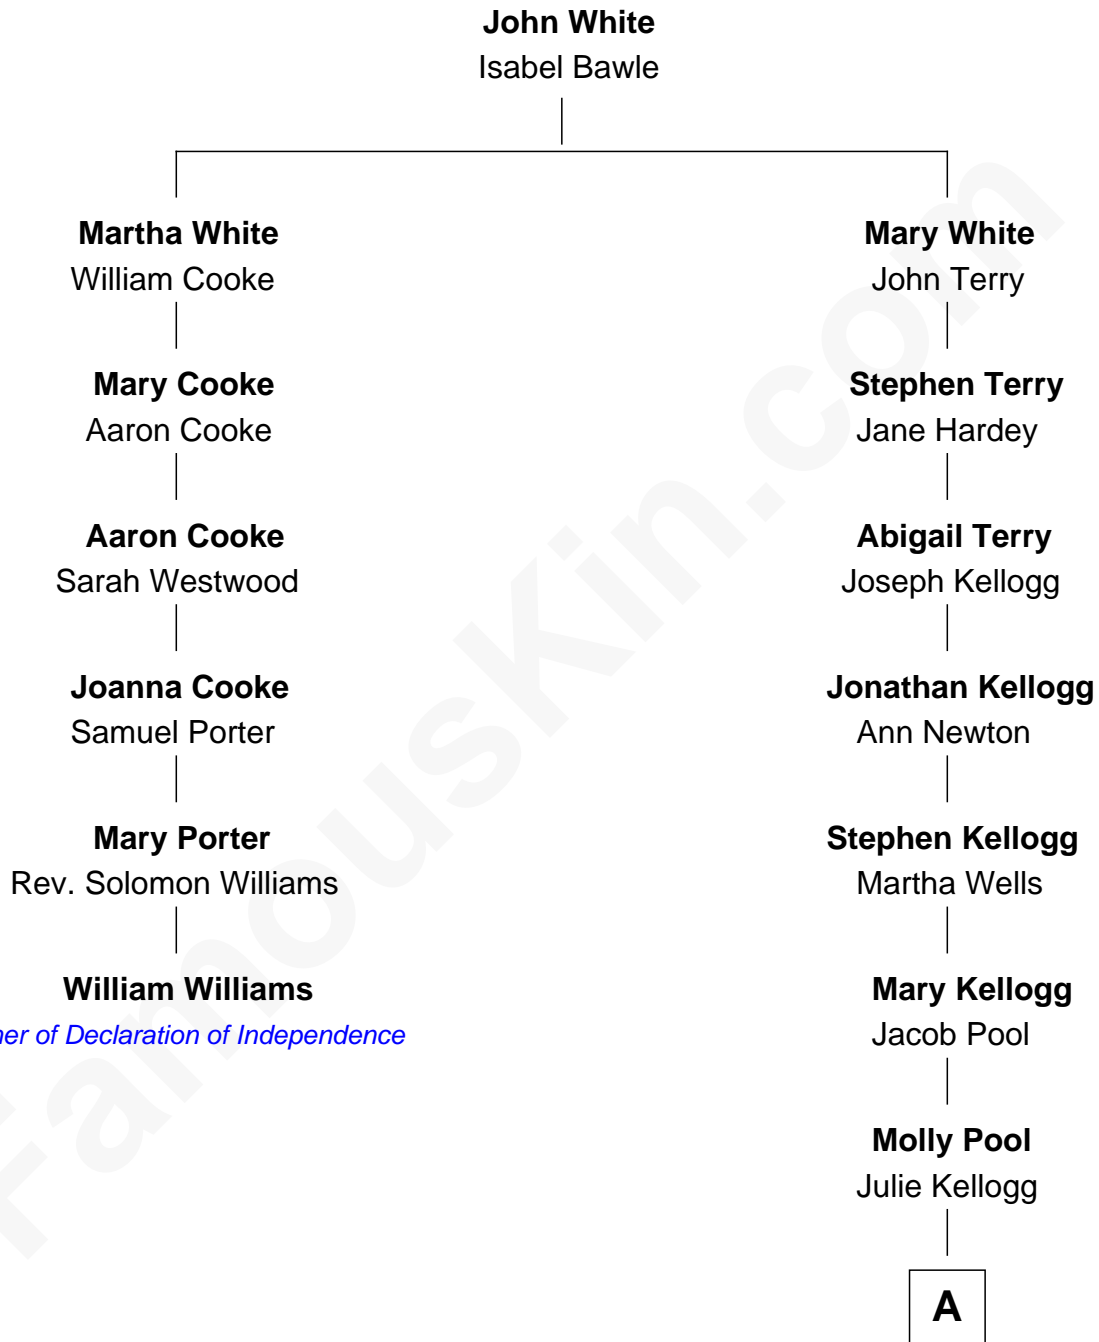 John White
Isabel Bawle
Martha White
William Cooke
Mary Cooke
Aaron Cooke
Aaron Cooke
Sarah Westwood
Joanna Cooke
Samuel Porter
Mary Porter
Rev. Solomon Williams
William Williams
of Declaration of Independence
Mary White
John Terry
Stephen Terry
Jane Hardey
Abigail Terry
Joseph Kellogg
Jonathan Kellogg
Ann Newton
Stephen Kellogg
Martha Wells
Mary Kellogg
Jacob Pool
Molly Pool
Julie Kellogg
A
FamousKin.com